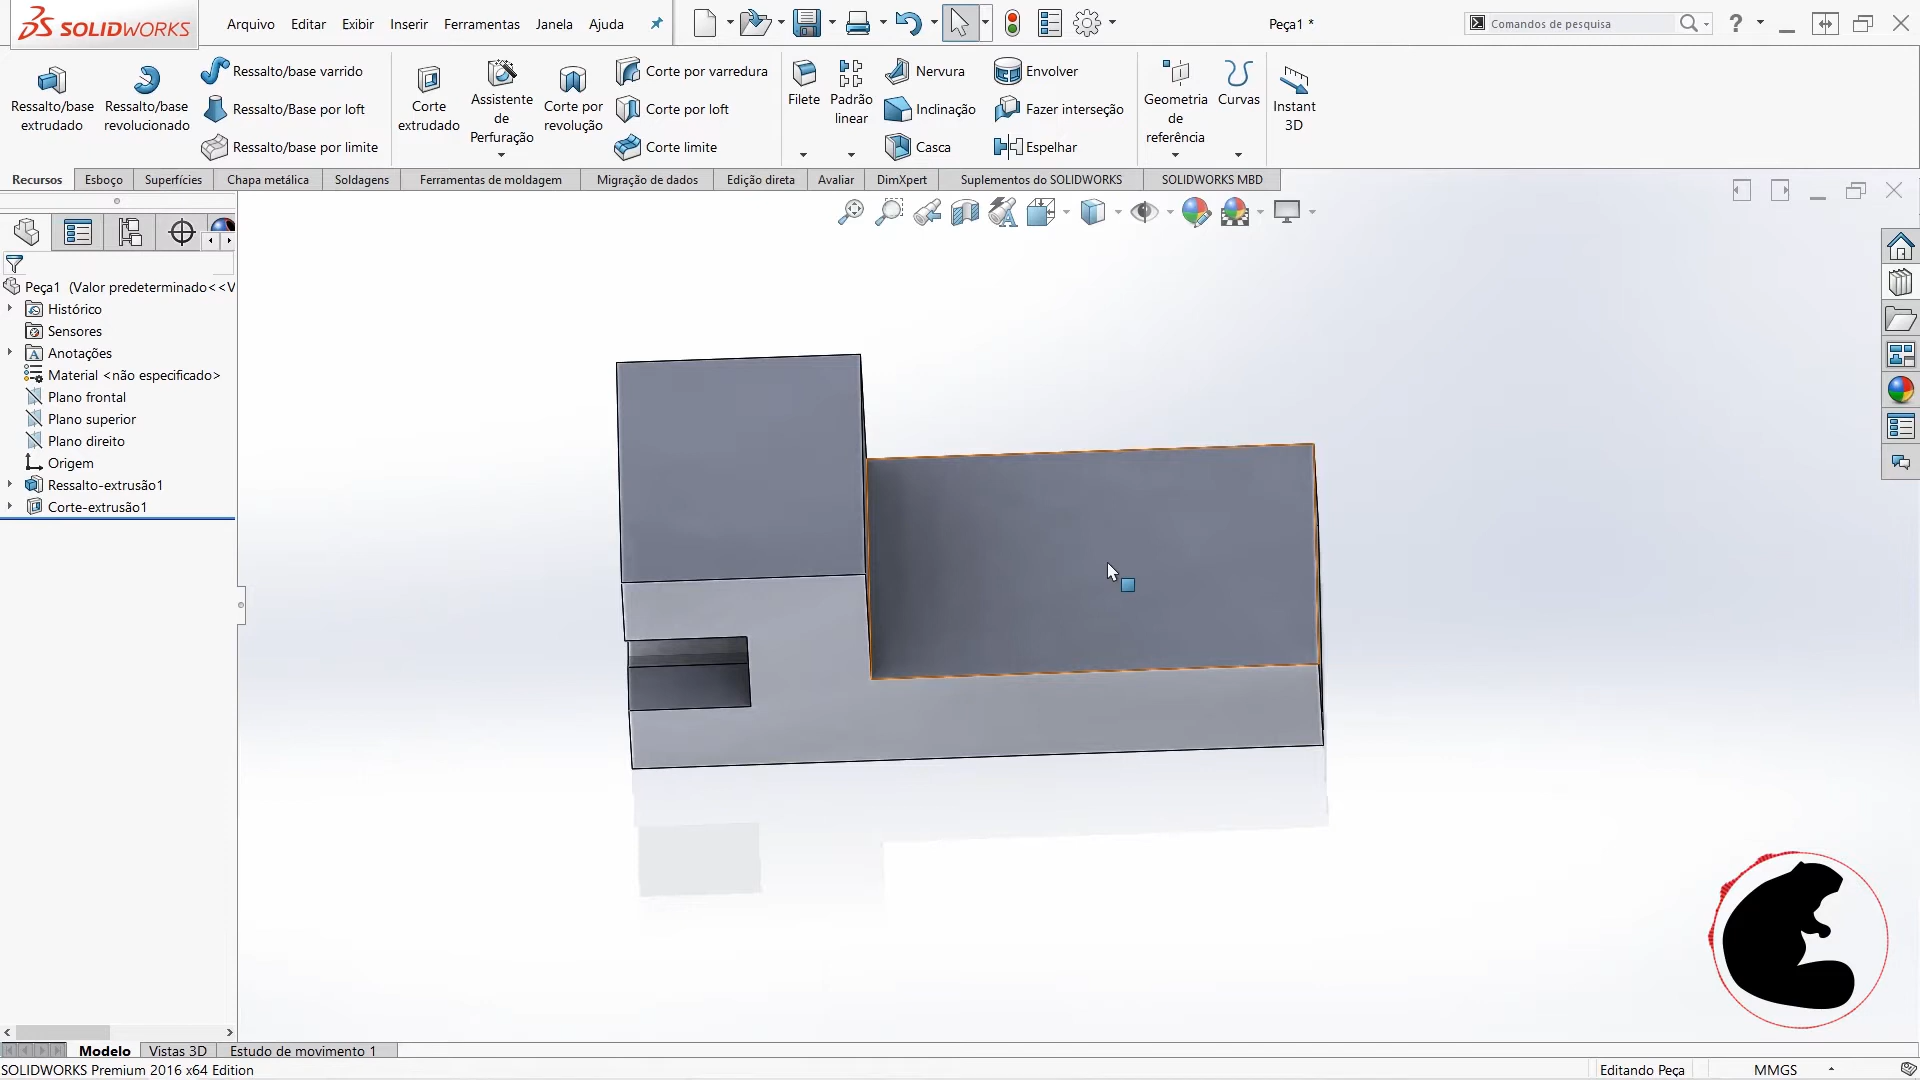 SOLIDWORKS
Arquivo Editar Exibir Inserir Ferramentas Janela Ajuda
Peça1 *
Comandos de pesquisa
?
Ressalto/base extrudado
Ressalto/base revolucionado
Ressalto/base varrido
Ressalto/Base por loft
Ressalto/base por limite
Corte extrudado
Assistente de Perfuração
Corte por revolução
Corte por varredura
Corte por loft
Corte limite
Filete
Padrão linear
Nervura
Inclinação
Casca
Envolver
Fazer interseção
Espelhar
Geometria de referência
Curvas
Instant 3D
Recursos Esboço Superfícies Chapa metálica Soldagens Ferramentas de moldagem Migração de dados Edição direta Avaliar DimXpert Suplementos do SOLIDWORKS SOLIDWORKS MBD
Peça1 (Valor predeterminado<<V
Histórico
Sensores
Anotações
Material <não especificado>
Plano frontal
Plano superior
Plano direito
Origem
Ressalto-extrusão1
Corte-extrusão1
Modelo Vistas 3D Estudo de movimento 1
SOLIDWORKS Premium 2016 x64 Edition
Editando Peça
MMGS